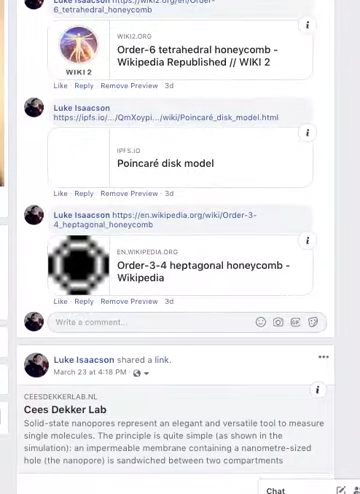 Luke Isaacson https://wiki2.org/en/Order-
6_tetrahedral_honeycomb
WIKI 2
WIKI2.ORG
Order-6 tetrahedral honeycomb -
Wikipedia Republished // WIKI 2
Like · Reply · Remove Preview · 3d
Luke Isaacson
https://ipfs.io/.../QmXoypi.../wiki/Poincaré_disk_model.html
IPFS.IO
Poincaré disk model
Like · Reply · Remove Preview · 3d
Luke Isaacson https://en.wikipedia.org/wiki/Order-3-
4_heptagonal_honeycomb
EN.WIKIPEDIA.ORG
Order-3-4 heptagonal honeycomb -
Wikipedia
Like · Reply · Remove Preview · 3d
Write a comment...
GIF
Luke Isaacson shared a link.
March 23 at 4:18 PM ·
CEESDEKKERLAB.NL
Cees Dekker Lab
Solid-state nanopores represent an elegant and versatile tool to measure
single molecules. The principle is quite simple (as shown in the
simulation): an impermeable membrane containing a nanometre-sized
hole (the nanopore) is sandwiched between two compartments
Chat